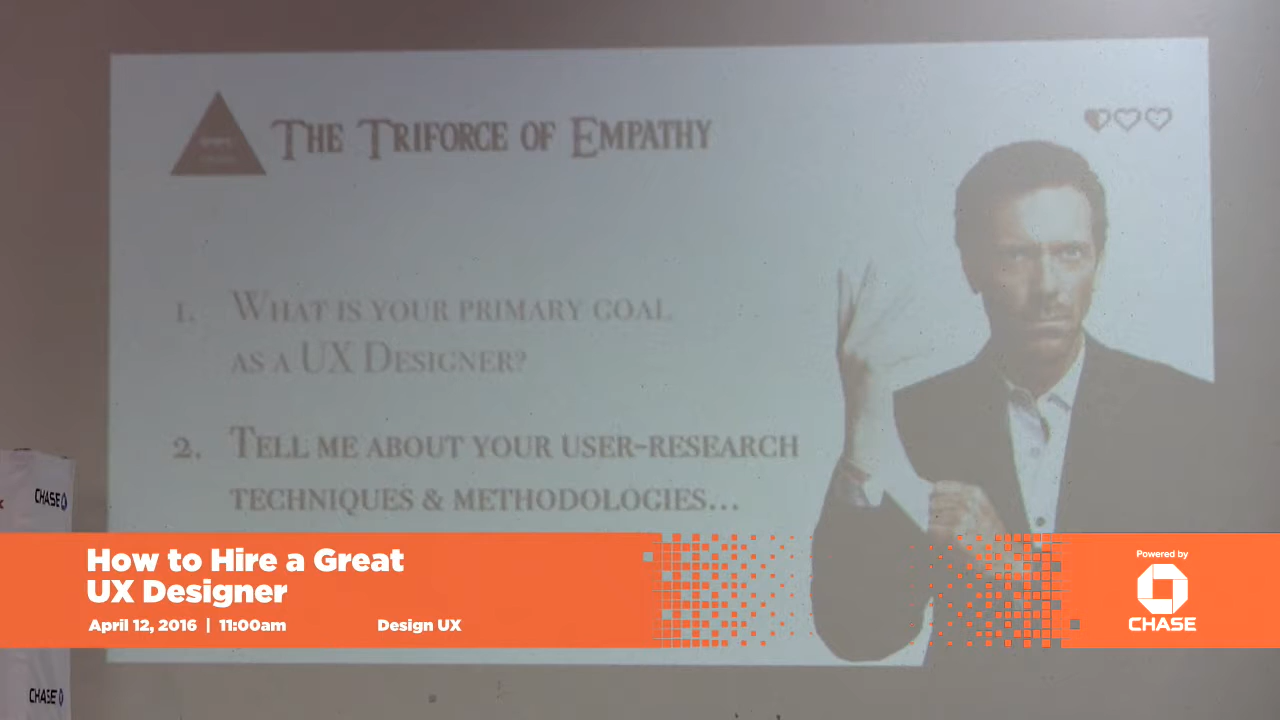 THE TRIFORCE OF EMPATHY
1. WHAT IS YOUR PRIMARY GOAL
AS A UX DESIGNER?
2. TELL ME ABOUT YOUR USER-RESEARCH
TECHNIQUES & METHODOLOGIES...
CHASE
How to Hire a Great
UX Designer
April 12, 2016 | 11:00am
Design UX
Powered by
CHASE
CHASE